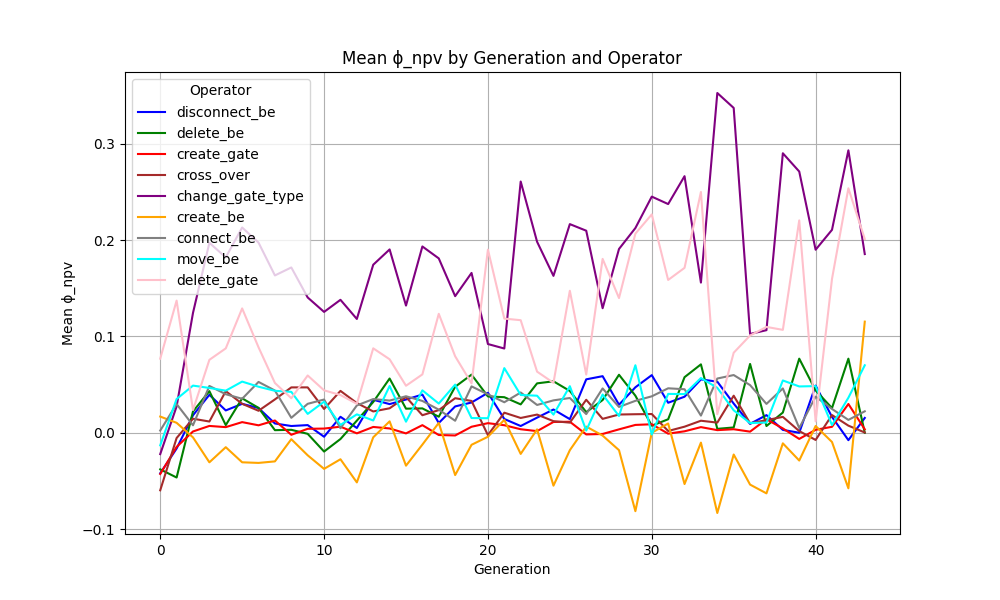 Mean ϕ_npv by Generation and Operator
Operator
disconnect_be
delete_be
create_gate
cross_over
change_gate_type
create_be
connect_be
move_be
delete_gate
Mean ϕ_npv
0.3
0.2
0.1
0.0
−0.1
0
10
20
30
40
Generation